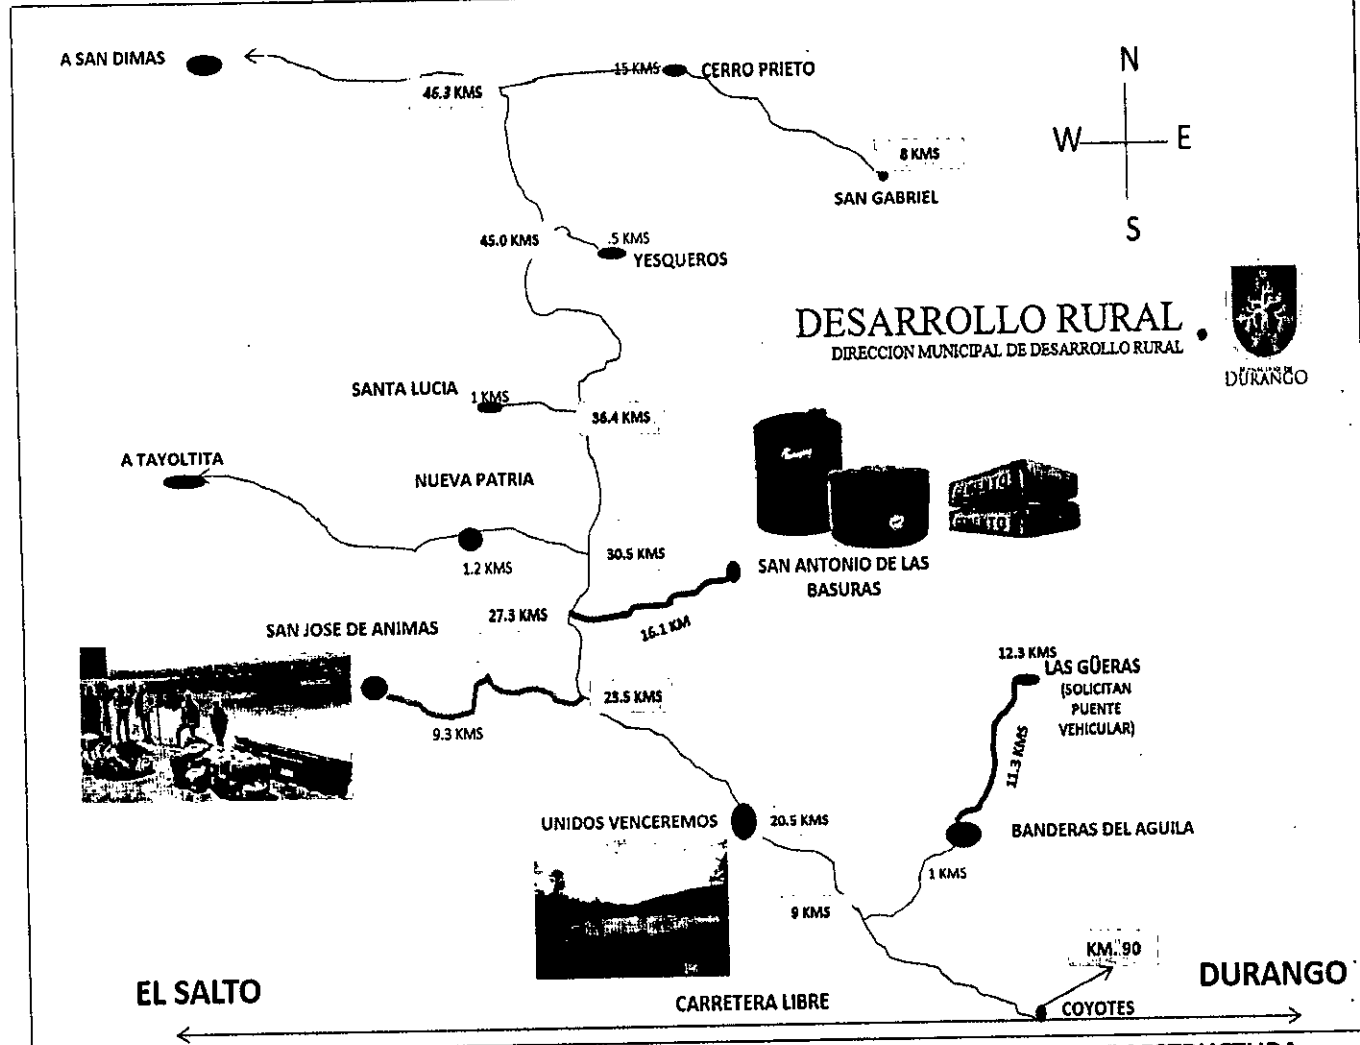 A SAN DIMAS
46.3 KMS
15 KMS
CERRO PRIETO
8 KMS
SAN GABRIEL
N
W
E
S
45.0 KMS
.5 KMS
YESQUEROS
DESARROLLO RURAL
DIRECCION MUNICIPAL DE DESARROLLO RURAL
DURANGO
SANTA LUCIA
1 KMS
36.4 KMS
A TAYOLTITA
NUEVA PATRIA
1.2 KMS
30.5 KMS
CEMENTO
CEMENTO
SAN ANTONIO DE LAS
BASURAS
27.3 KMS
16.1 KM
SAN JOSE DE ANIMAS
9.3 KMS
23.5 KMS
12.3 KMS
LAS GÜERAS
(SOLICITAN
PUENTE
VEHICULAR)
11.3 KMS
UNIDOS VENCEREMOS
20.5 KMS
BANDERAS DEL AGUILA
1 KMS
9 KMS
KM. 90
EL SALTO
CARRETERA LIBRE
COYOTES
DURANGO